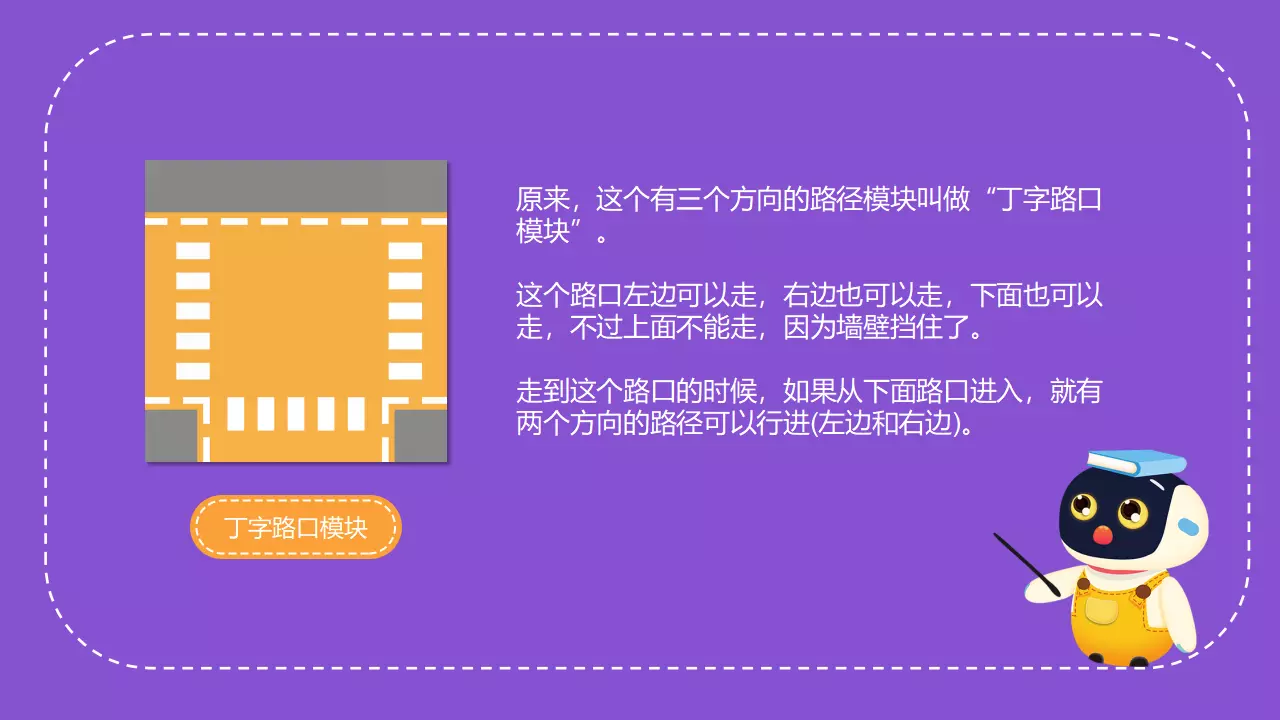 原来，这个有三个方向的路径模块叫做“丁字路口
模块”。
这个路口左边可以走，右边也可以走，下面也可以
走，不过上面不能走，因为墙壁挡住了。
走到这个路口的时候，如果从下面路口进入，就有
两个方向的路径可以行进(左边和右边)。
丁字路口模块